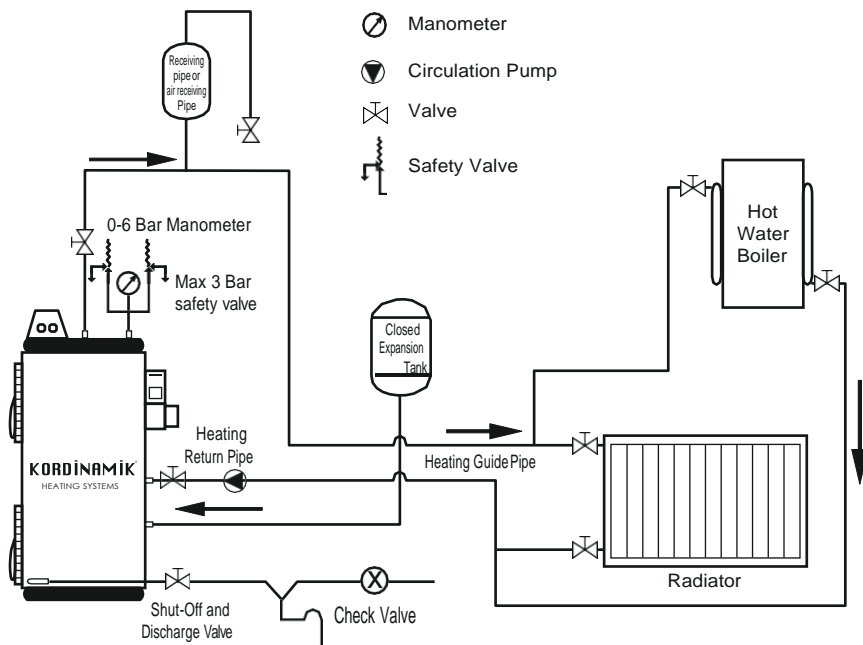 Manometer
Circulation Pump
Valve
Safety Valve
Receiving
pipe or
air receiving
Pipe
0-6 Bar Manometer
Max 3 Bar
safety valve
Hot
Water
Boiler
Closed
Expansion
Tank
Heating
Return Pipe
Heating Guide Pipe
KORDİNAMİK
HEATING SYSTEMS
Radiator
Shut-Off and
Discharge Valve
X
Check Valve